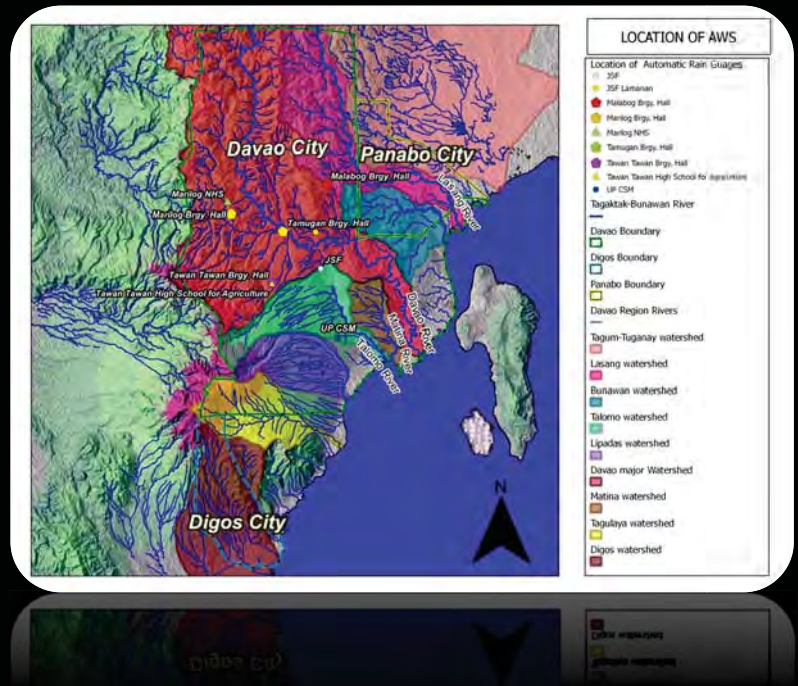 Davao City
Panabo City
Malabog Brgy. Hall
Lasang River
Marilog NHS
Marilog Brgy. Hall
Tamugan Brgy. Hall
JSF
Tawan Tawan Brgy. Hall
Tawan Tawan High School for Agriculture
UP CSM
Davao River
Matina River
Talomo River
Digos City
N
LOCATION OF AWS
Location of Automatic Rain Guages
JSF
JSF Lamanan
Malabog Brgy. Hall
Marilog Brgy. Hall
Marilog NHS
Tamugan Brgy. Hall
Tawan Tawan Brgy. Hall
Tawan Tawan High School for Agriculture
UP CSM
Tagaktak-Bunawan River
Davao Boundary
Digos Boundary
Panabo Boundary
Davao Region Rivers
Tagum-Tuganay watershed
Lasang watershed
Bunawan watershed
Talomo watershed
Lipadas watershed
Davao major Watershed
Matina watershed
Tagulaya watershed
Digos watershed